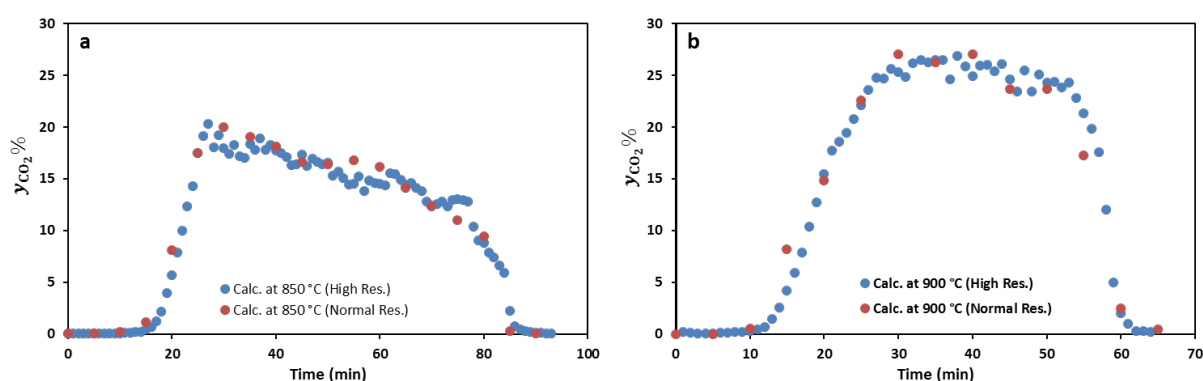 a
30
25
20
15
10
5
0
yCO2%
0 20 40 60 80 100
Time (min)
Calc. at 850 °C (High Res.)
Calc. at 850 °C (Normal Res.)
b
30
25
20
15
10
5
0
yCO2%
0 10 20 30 40 50 60 70
Time (min)
Calc. at 900 °C (High Res.)
Calc. at 900 °C (Normal Res.)